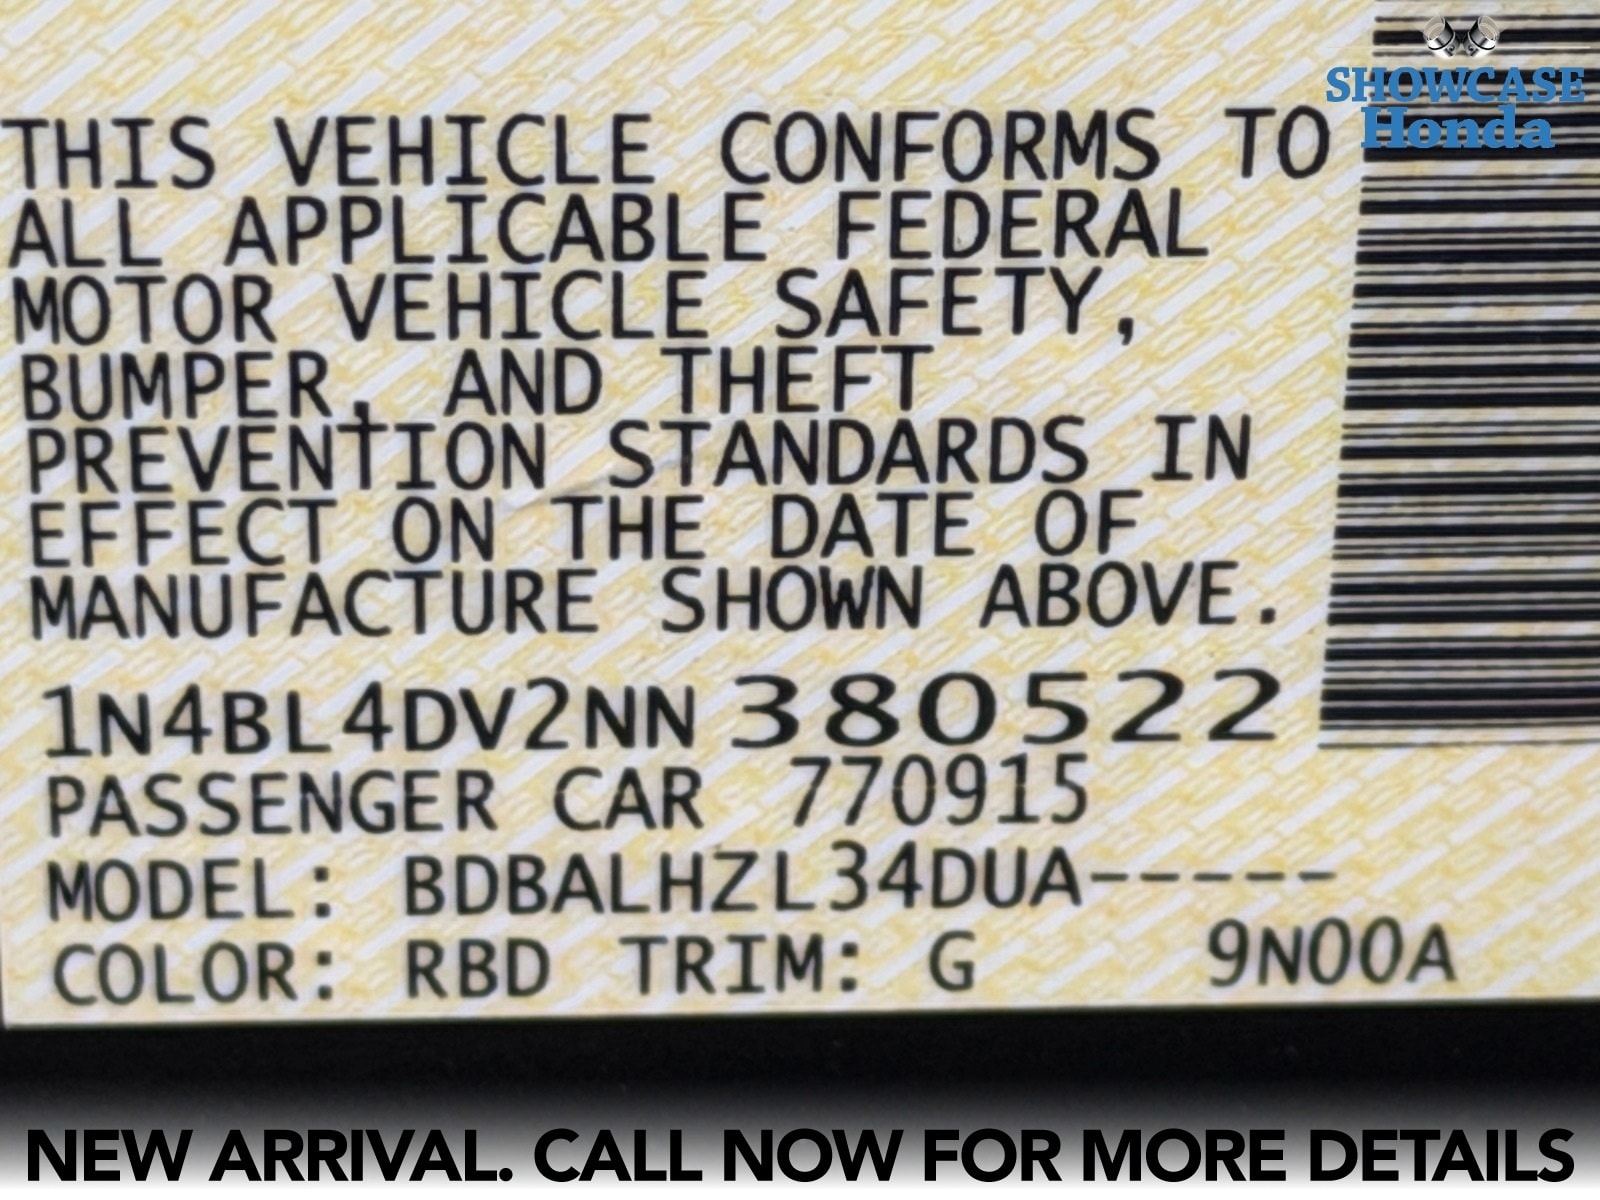 SHOWCASE
Honda
THIS VEHICLE CONFORMS TO
ALL APPLICABLE FEDERAL
MOTOR VEHICLE SAFETY,
BUMPER, AND THEFT
PREVENTION STANDARDS IN
EFFECT ON THE DATE OF
MANUFACTURE SHOWN ABOVE.
1N4BL4DV2NN380522
PASSENGER CAR 770915
MODEL: BDBALHZL34DUA-----
COLOR: RBD TRIM: G 9N00A
NEW ARRIVAL. CALL NOW FOR MORE DETAILS